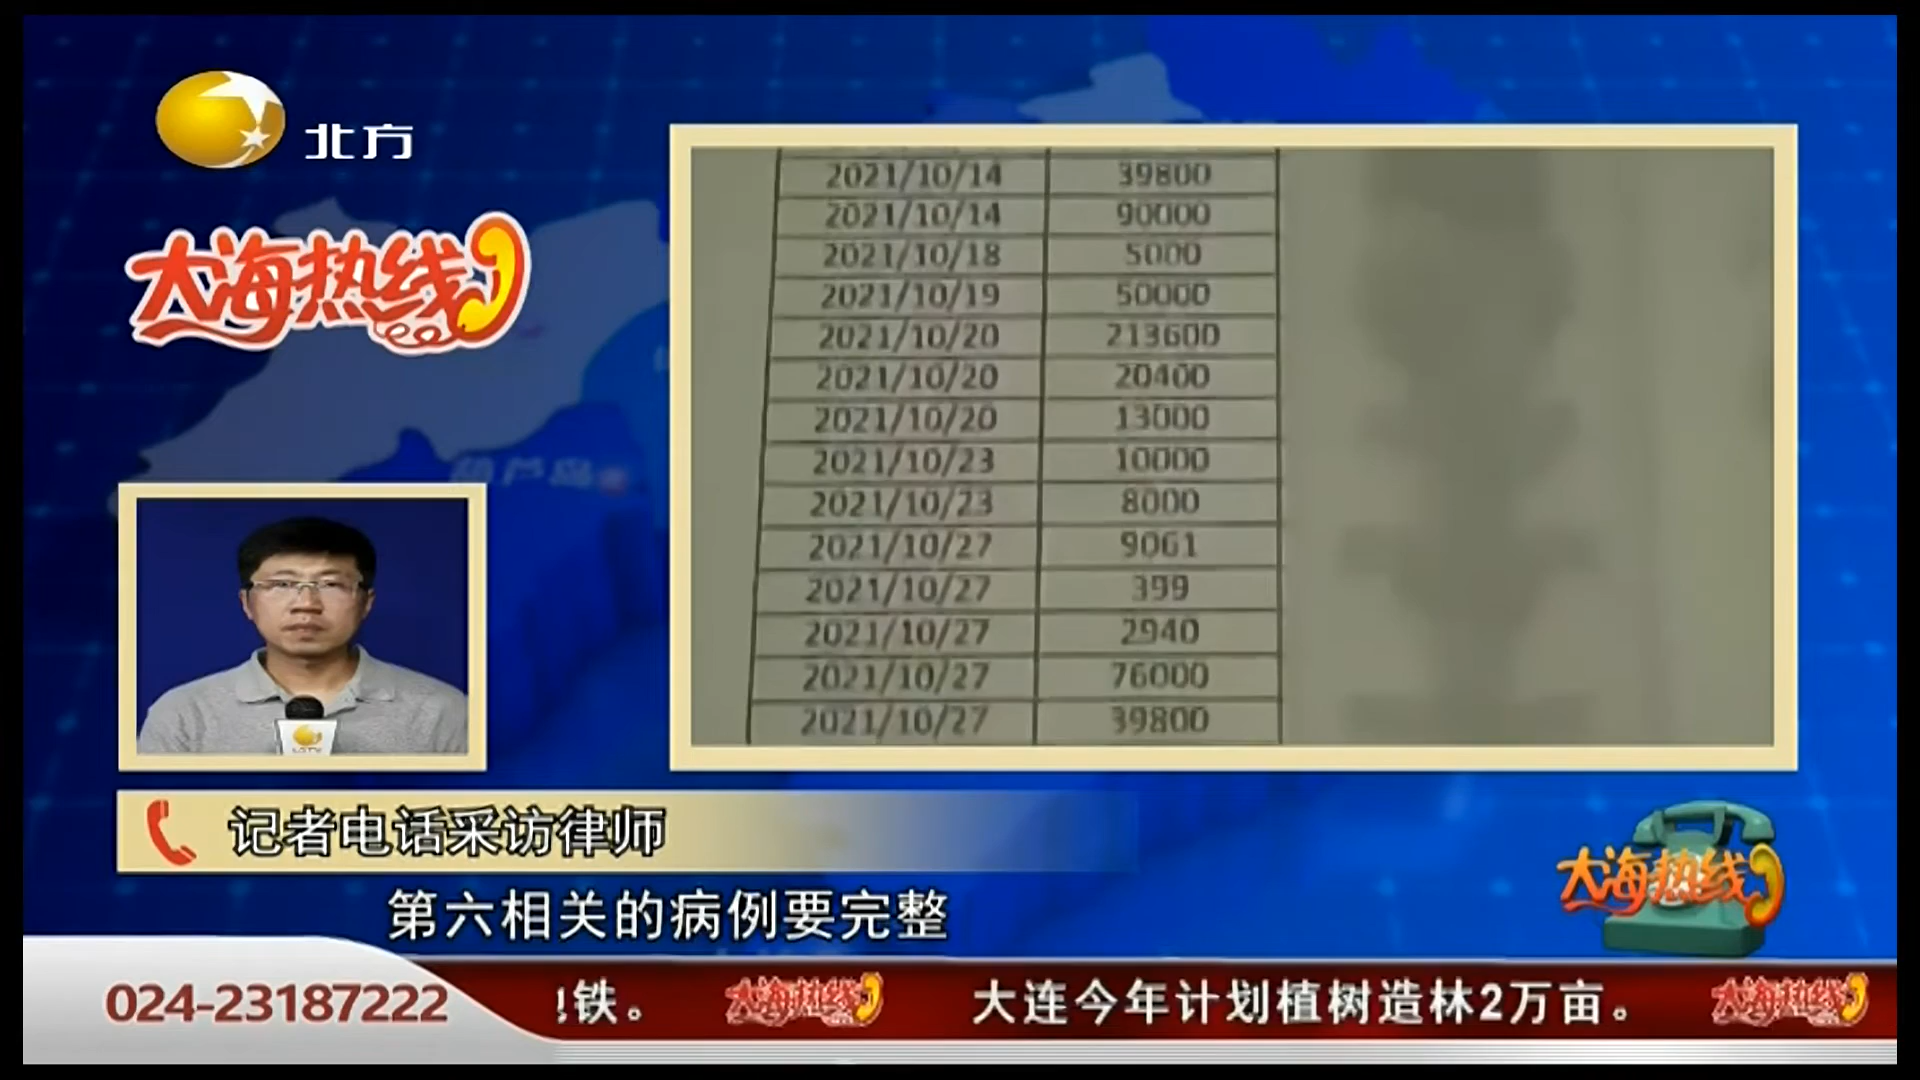 北方
大海热线
2021/10/14 39800
2021/10/14 90000
2021/10/18 5000
2021/10/19 50000
2021/10/20 213600
2021/10/20 20400
2021/10/20 13000
2021/10/23 10000
2021/10/23 8000
2021/10/27 9061
2021/10/27 399
2021/10/27 2940
2021/10/27 76000
2021/10/27 39800
葫芦岛
记者电话采访律师
大海热线
第六相关的病例要完整
024-23187222
铁。 大海热线 大连今年计划植树造林2万亩。 大海热线